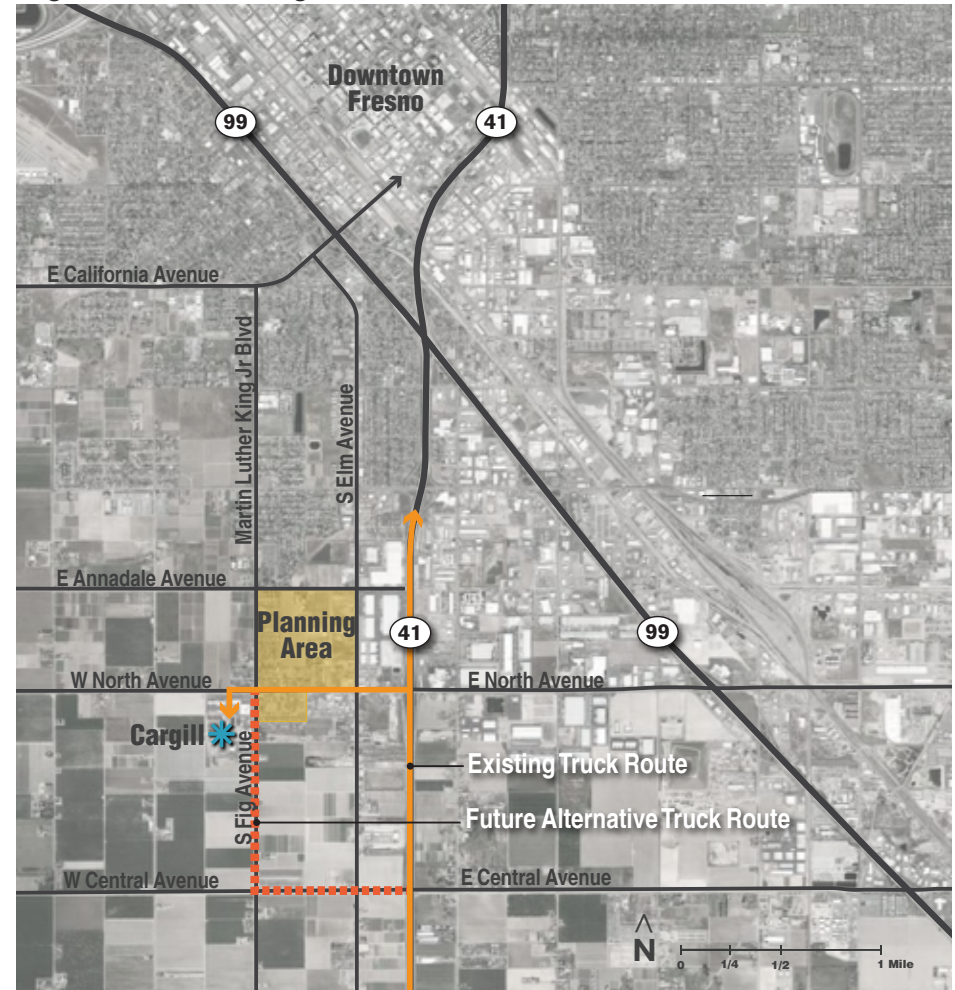 Downtown
Fresno
99
41
E California Avenue
Martin Luther King Jr Blvd
S Elm Avenue
E Annadale Avenue
Planning
Area
41
99
W North Avenue
E North Avenue
Cargill
S Fig Avenue
Existing Truck Route
Future Alternative Truck Route
W Central Avenue
E Central Avenue
N
0 1/4 1/2 1 Mile